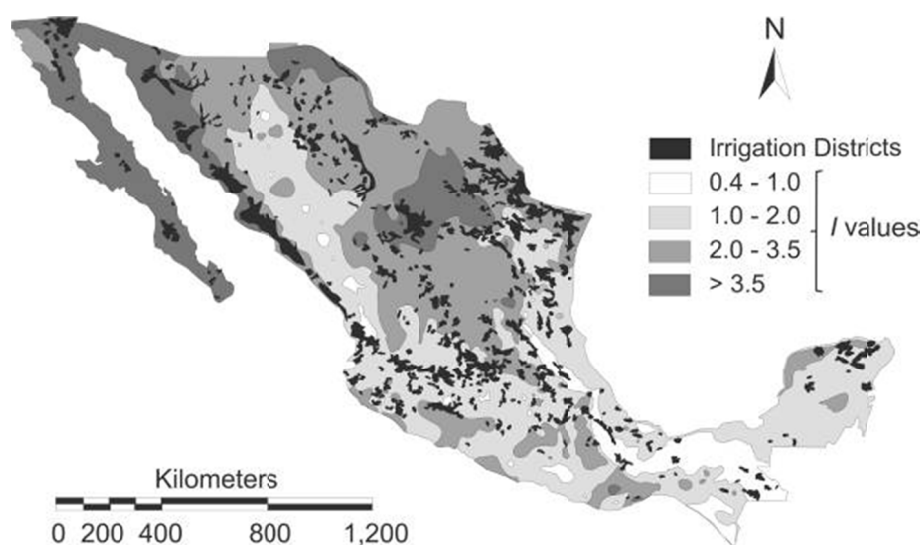 N
Irrigation Districts
0.4 - 1.0
1.0 - 2.0
2.0 - 3.5
> 3.5
I values
Kilometers
0 200 400 800 1,200